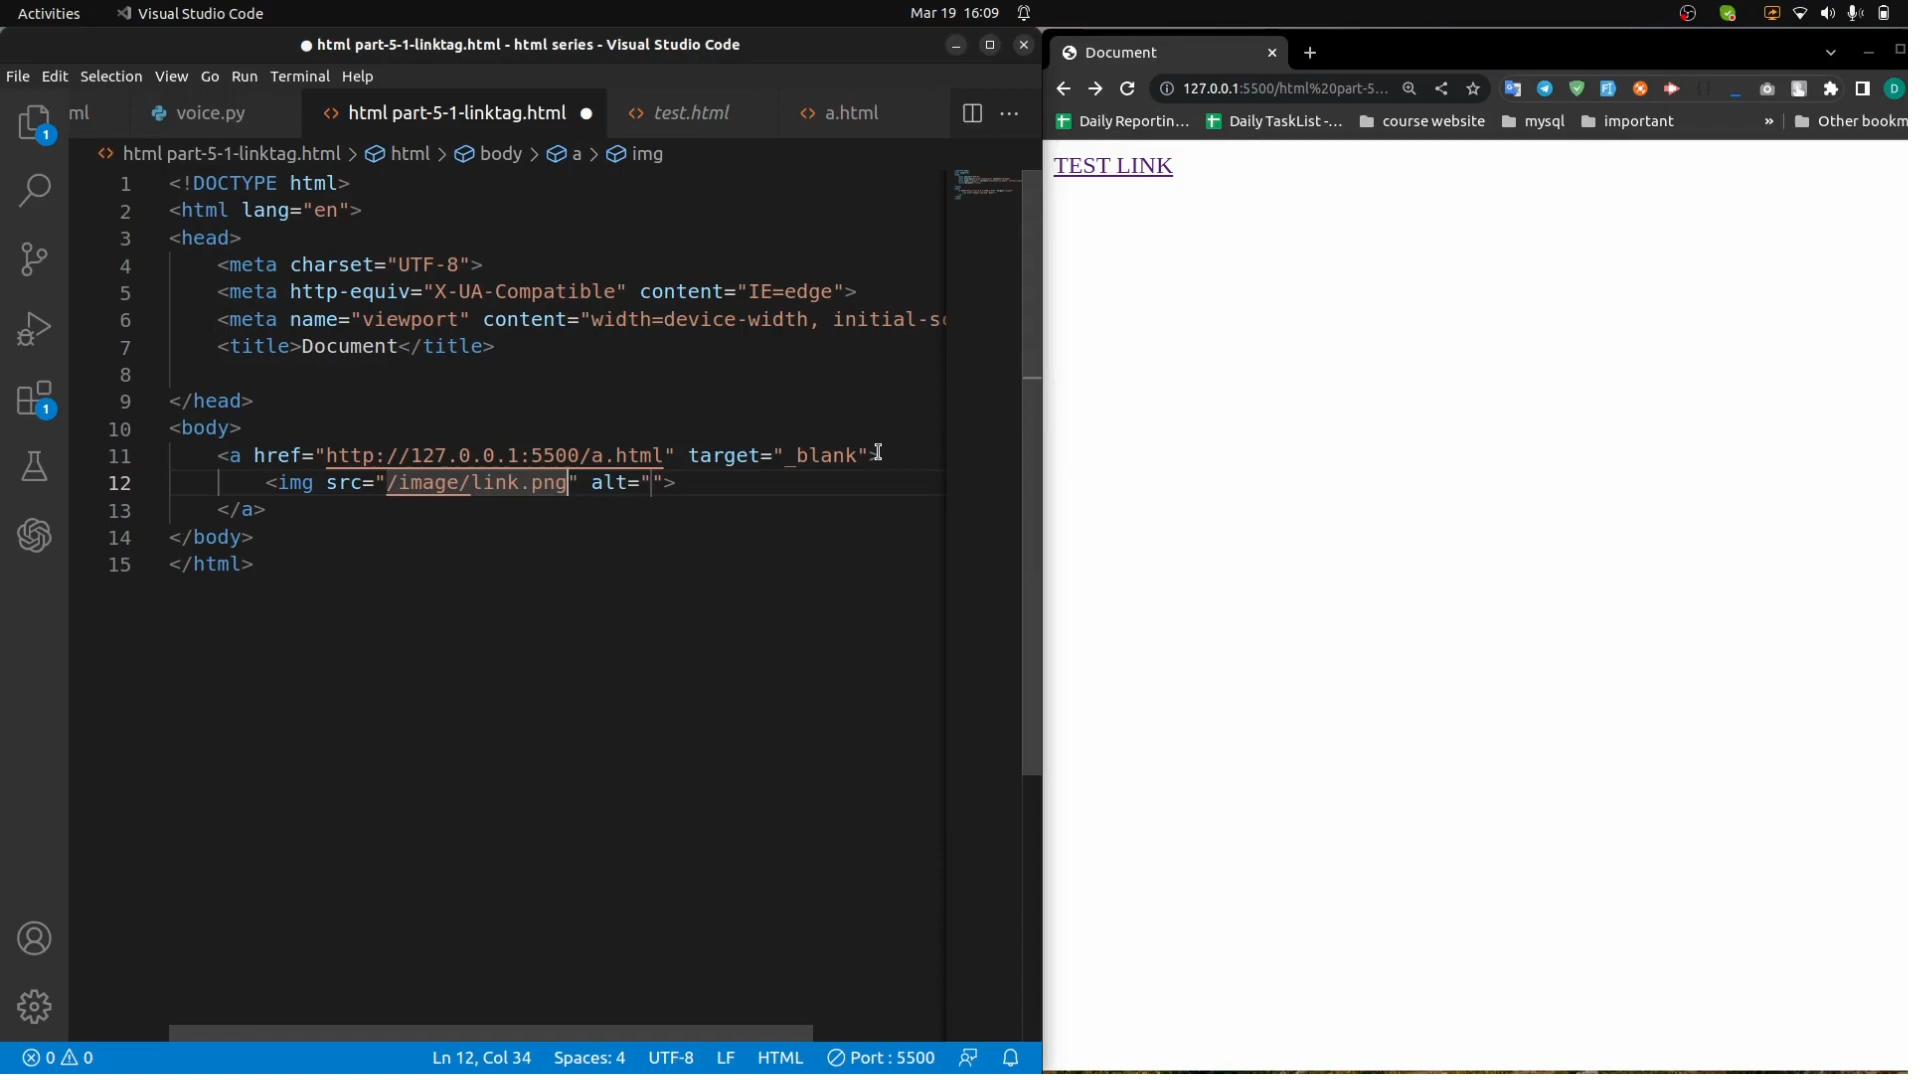 Activities
Visual Studio Code
Mar 19 16:09
● html part-5-1-linktag.html - html series - Visual Studio Code
File Edit Selection View Go Run Terminal Help
ml
voice.py
html part-5-1-linktag.html
test.html
a.html
html part-5-1-linktag.html > html > body > a > img
1 <!DOCTYPE html>
2 <html lang="en">
3 <head>
4 <meta charset="UTF-8">
5 <meta http-equiv="X-UA-Compatible" content="IE=edge">
6 <meta name="viewport" content="width=device-width, initial-sc
7 <title>Document</title>
8
9 </head>
10 <body>
11 <a href="http://127.0.0.1:5500/a.html" target="_blank">
12 <img src="/image/link.png" alt="">
13 </a>
14 </body>
15 </html>
1
1
0 0
Ln 12, Col 34
Spaces: 4
UTF-8
LF
HTML
Port : 5500
Document
127.0.0.1:5500/html%20part-5...
D
Daily Reportin...
Daily TaskList -...
course website
mysql
important
»
Other bookm
TEST LINK